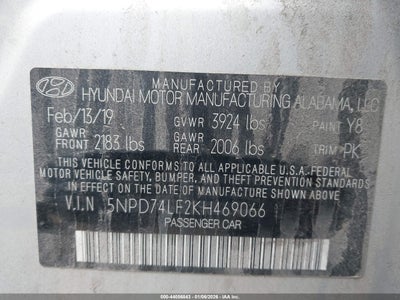 MANUFACTURED BY
HYUNDAI MOTOR MANUFACTURING ALABAMA, LLC
Feb/13/19 GVWR 3924 lbs PAINT Y8
GAWR FRONT 2183 lbs GAWR REAR 2006 lbs TRIM PK
THIS VEHICLE CONFORMS TO ALL APPLICABLE U.S. FEDERAL
MOTOR VEHICLE SAFETY, BUMPER, AND THEFT PREVENTION STANDARDS
IN EFFECT ON THE DATE OF MANUFACTURE SHOWN ABOVE.
V.I.N 5NPD74LF2KH469066
PASSENGER CAR